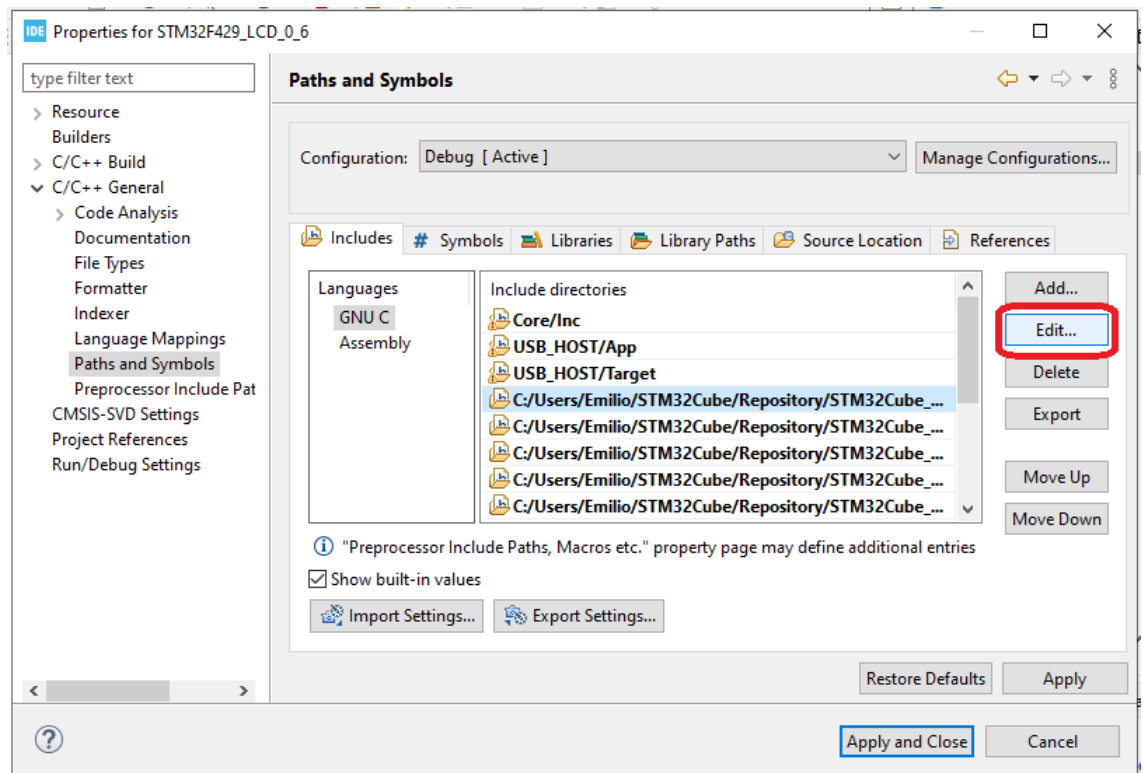 IDE Properties for STM32F429_LCD_0_6
type filter text
Resource
Builders
C/C++ Build
C/C++ General
Code Analysis
Documentation
File Types
Formatter
Indexer
Language Mappings
Paths and Symbols
Preprocessor Include Pat
CMSIS-SVD Settings
Project References
Run/Debug Settings
Paths and Symbols
Configuration: Debug [ Active ] Manage Configurations...
Includes # Symbols Libraries Library Paths Source Location References
Languages
GNU C
Assembly
Include directories
Core/Inc
USB_HOST/App
USB_HOST/Target
C:/Users/Emilio/STM32Cube/Repository/STM32Cube_...
C:/Users/Emilio/STM32Cube/Repository/STM32Cube_...
C:/Users/Emilio/STM32Cube/Repository/STM32Cube_...
C:/Users/Emilio/STM32Cube/Repository/STM32Cube_...
C:/Users/Emilio/STM32Cube/Repository/STM32Cube_...
Add...
Edit...
Delete
Export
Move Up
Move Down
"Preprocessor Include Paths, Macros etc." property page may define additional entries
Show built-in values
Import Settings... Export Settings...
Restore Defaults Apply
Apply and Close Cancel